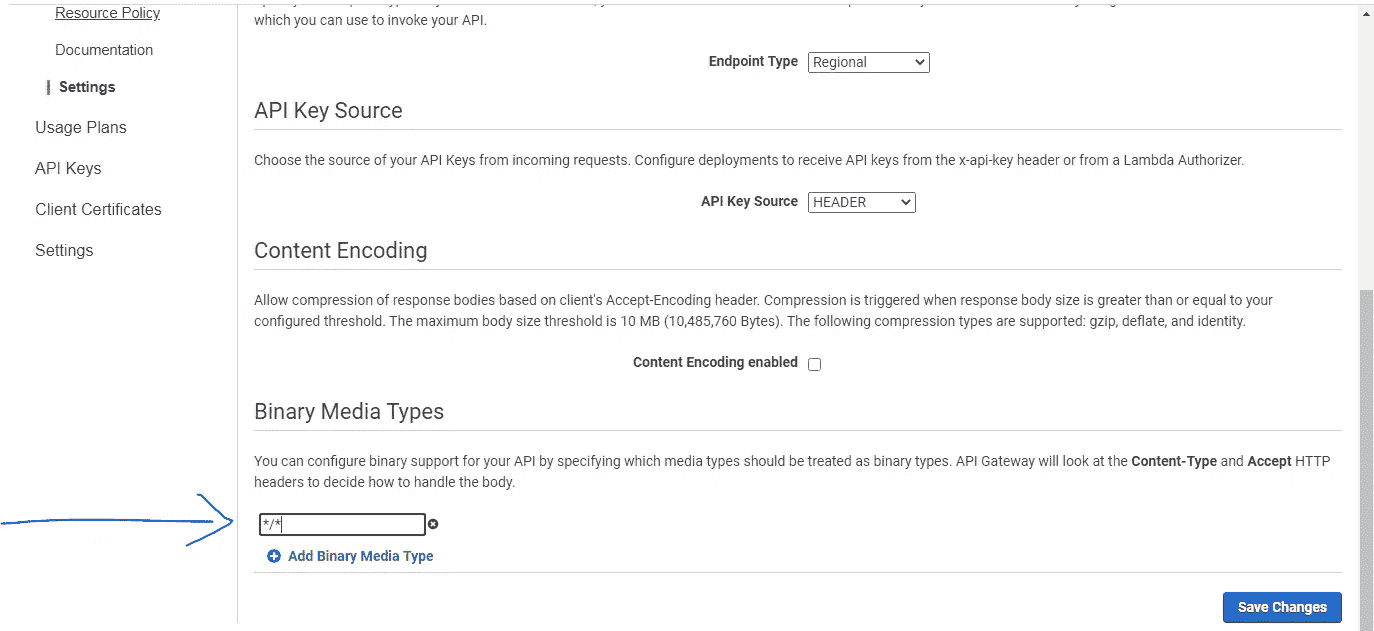 Resource Policy
Documentation
Settings
Usage Plans
API Keys
Client Certificates
Settings
which you can use to invoke your API.
Endpoint Type Regional
API Key Source
Choose the source of your API Keys from incoming requests. Configure deployments to receive API keys from the x-api-key header or from a Lambda Authorizer.
API Key Source HEADER
Content Encoding
Allow compression of response bodies based on client's Accept-Encoding header. Compression is triggered when response body size is greater than or equal to your
configured threshold. The maximum body size threshold is 10 MB (10,485,760 Bytes). The following compression types are supported: gzip, deflate, and identity.
Content Encoding enabled
Binary Media Types
You can configure binary support for your API by specifying which media types should be treated as binary types. API Gateway will look at the Content-Type and Accept HTTP
headers to decide how to handle the body.
*/*
Add Binary Media Type
Save Changes